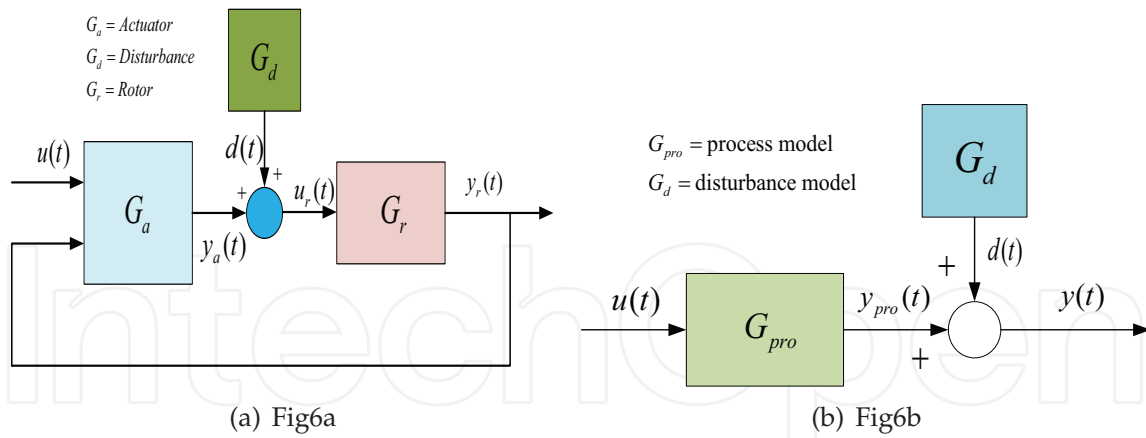 G_a = Actuator
G_d = Disturbance
G_r = Rotor
G_d
u(t)
d(t)
+
+
G_a
y_a(t)
u_r(t)
G_r
y_r(t)
(a) Fig6a
G_pro = process model
G_d = disturbance model
G_d
d(t)
+
u(t)
G_pro
y_pro(t)
+
y(t)
(b) Fig6b
IntechOpen